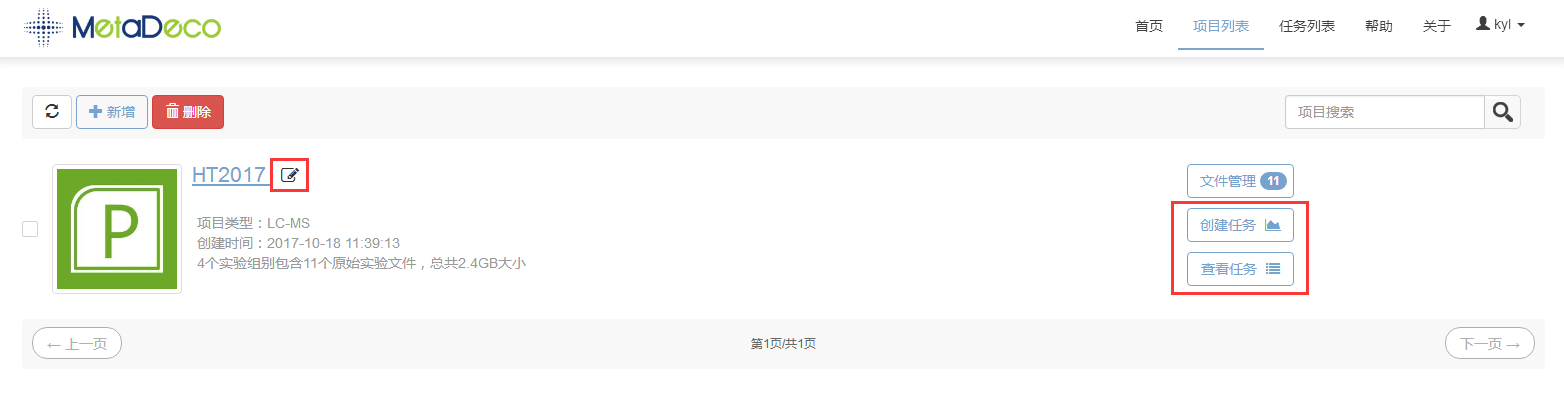 MetaDeco
首页 项目列表 任务列表 帮助 关于 kyl
新增 删除 项目搜索
P
HT2017
文件管理 11
项目类型：LC-MS
创建任务
创建时间：2017-10-18 11:39:13
4个实验组别包含11个原始实验文件，总共2.4GB大小
查看任务
← 上一页 第1页/共1页 下一页 →